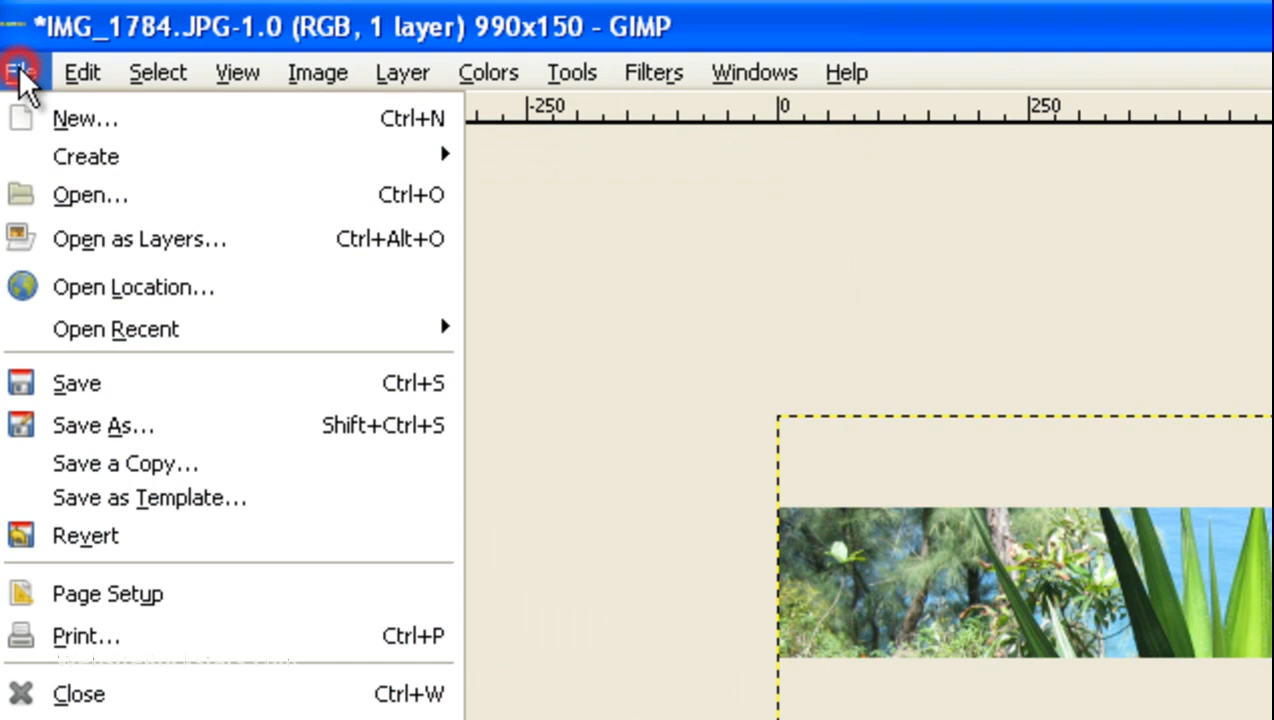 *IMG_1784.JPG-1.0 (RGB, 1 layer) 990x150 - GIMP
File Edit Select View Image Layer Colors Tools Filters Windows Help
-250 0 250
New... Ctrl+N
Create
Open... Ctrl+O
Open as Layers... Ctrl+Alt+O
Open Location...
Open Recent
Save Ctrl+S
Save As... Shift+Ctrl+S
Save a Copy...
Save as Template...
Revert
Page Setup
Print... Ctrl+P
Close Ctrl+W